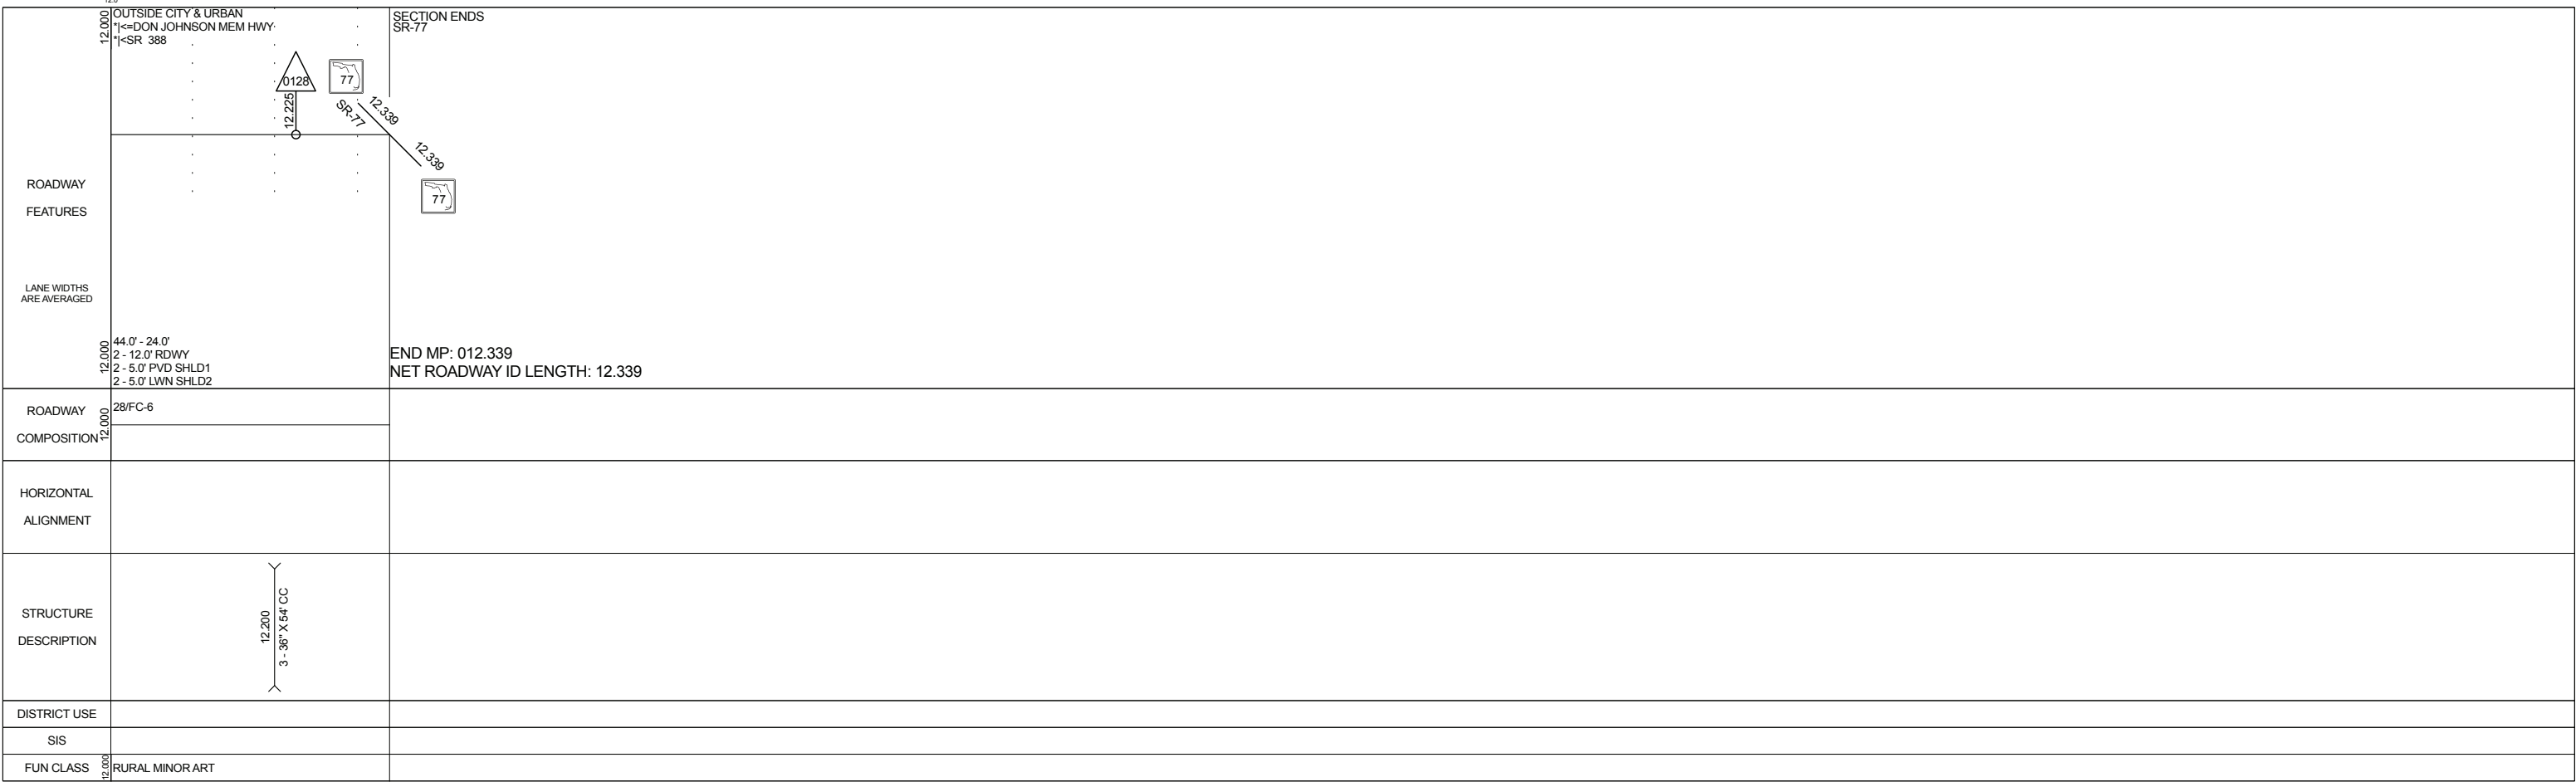 12.0
12.000
OUTSIDE CITY & URBAN
*|<=DON JOHNSON MEM HWY
*|<SR 388
SECTION ENDS
SR-77
0128
77
12.225
SR-77
12.339
12.339
77
ROADWAY
FEATURES
LANE WIDTHS
ARE AVERAGED
12.000
44.0' - 24.0'
2 - 12.0' RDWY
2 - 5.0' PVD SHLD1
2 - 5.0' LWN SHLD2
END MP: 012.339
NET ROADWAY ID LENGTH: 12.339
ROADWAY
COMPOSITION
12.000
28/FC-6
HORIZONTAL
ALIGNMENT
STRUCTURE
DESCRIPTION
12.200
3 - 36" X 54' CC
DISTRICT USE
SIS
FUN CLASS
12.000
RURAL MINOR ART